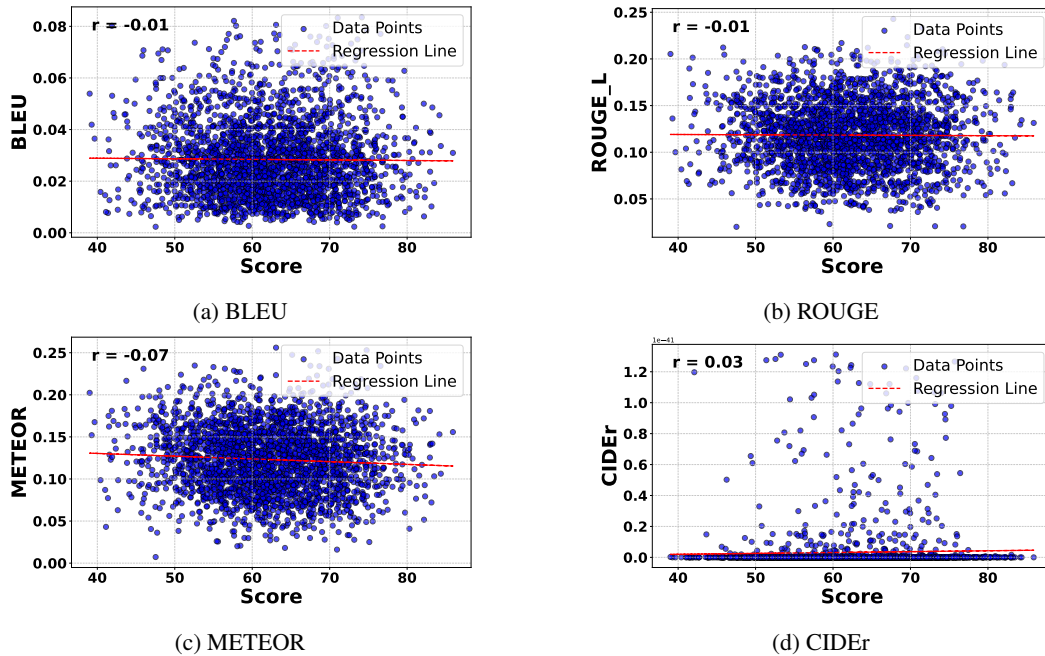 r = -0.01
Data Points
Regression Line
BLEU
0.08
0.06
0.04
0.02
0.00
40 50 60 70 80
Score
(a) BLEU
r = -0.01
Data Points
Regression Line
ROUGE_L
0.25
0.20
0.15
0.10
0.05
40 50 60 70 80
Score
(b) ROUGE
r = -0.07
Data Points
Regression Line
METEOR
0.25
0.20
0.15
0.10
0.05
0.00
40 50 60 70 80
Score
(c) METEOR
1e-41
r = 0.03
Data Points
Regression Line
CIDEr
1.2
1.0
0.8
0.6
0.4
0.2
0.0
40 50 60 70 80
Score
(d) CIDEr